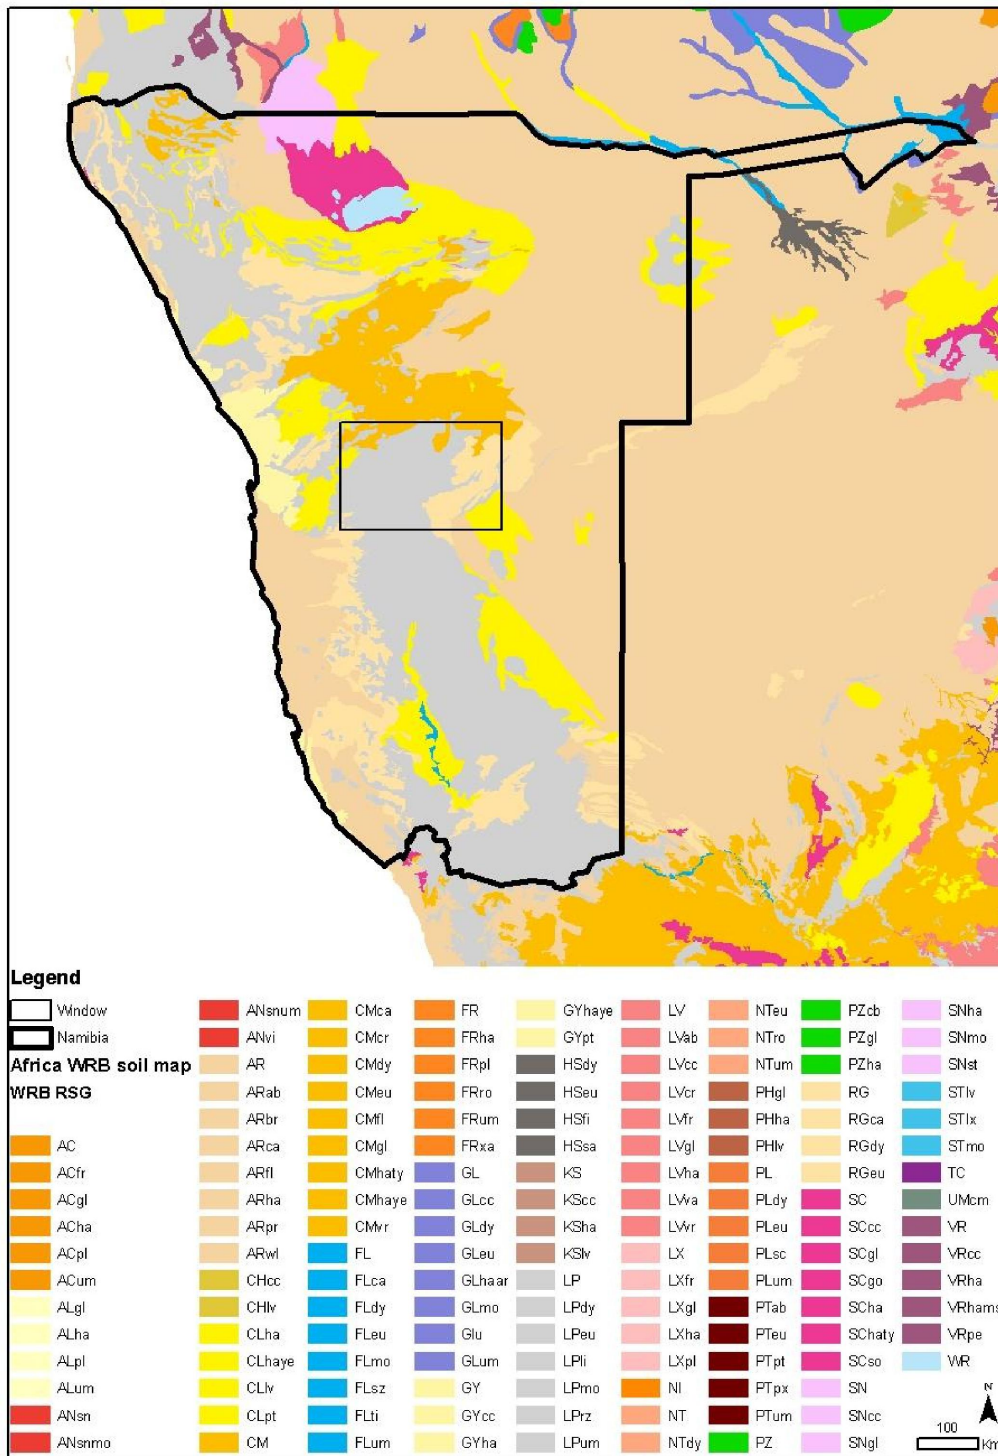 Legend
Window
Namibia
Africa WRB soil map
WRB RSG
AC
ACfr
ACgl
ACha
ACpl
ACum
ALgl
ALha
ALpl
ALum
ANsn
ANsnmo
ANsnum
ANvi
AR
ARab
ARbr
ARca
ARfl
ARha
ARpr
ARwl
CHcc
CHlv
CLha
CLhaye
CLlv
CLpt
CM
CMca
CMcr
CMdy
CMeu
CMfl
CMgl
CMhaty
CMhaye
CMvr
FL
FLca
FLdy
FLeu
FLmo
FLsz
FLti
FLum
FR
FRha
FRpl
FRro
FRum
FRxa
GL
GLcc
GLdy
GLeu
GLhaar
GLmo
Glu
GLum
GY
GYcc
GYha
GYhaye
GYpt
HSdy
HSeu
HSfi
HSsa
KS
KScc
KSha
KSlv
LP
LPdy
LPeu
LPli
LPmo
LPrz
LPum
LV
LVab
LVcc
LVcr
LVfr
LVgl
LVha
LVva
LVvr
LX
LXfr
LXgl
LXha
LXpl
NI
NT
NTdy
NTeu
NTro
NTum
PHgl
PHha
PHlv
PL
PLdy
PLeu
PLsc
PLum
PTab
PTeu
PTpt
PTpx
PTum
PZ
PZcb
PZgl
PZha
RG
RGca
RGdy
RGeu
SC
SCcc
SCgl
SCgo
SCha
SChaty
SCso
SN
SNcc
SNgl
SNha
SNmo
SNst
STlv
STlx
STmo
TC
UMcm
VR
VRcc
VRha
VRhams
VRpe
WR
N
100
Km